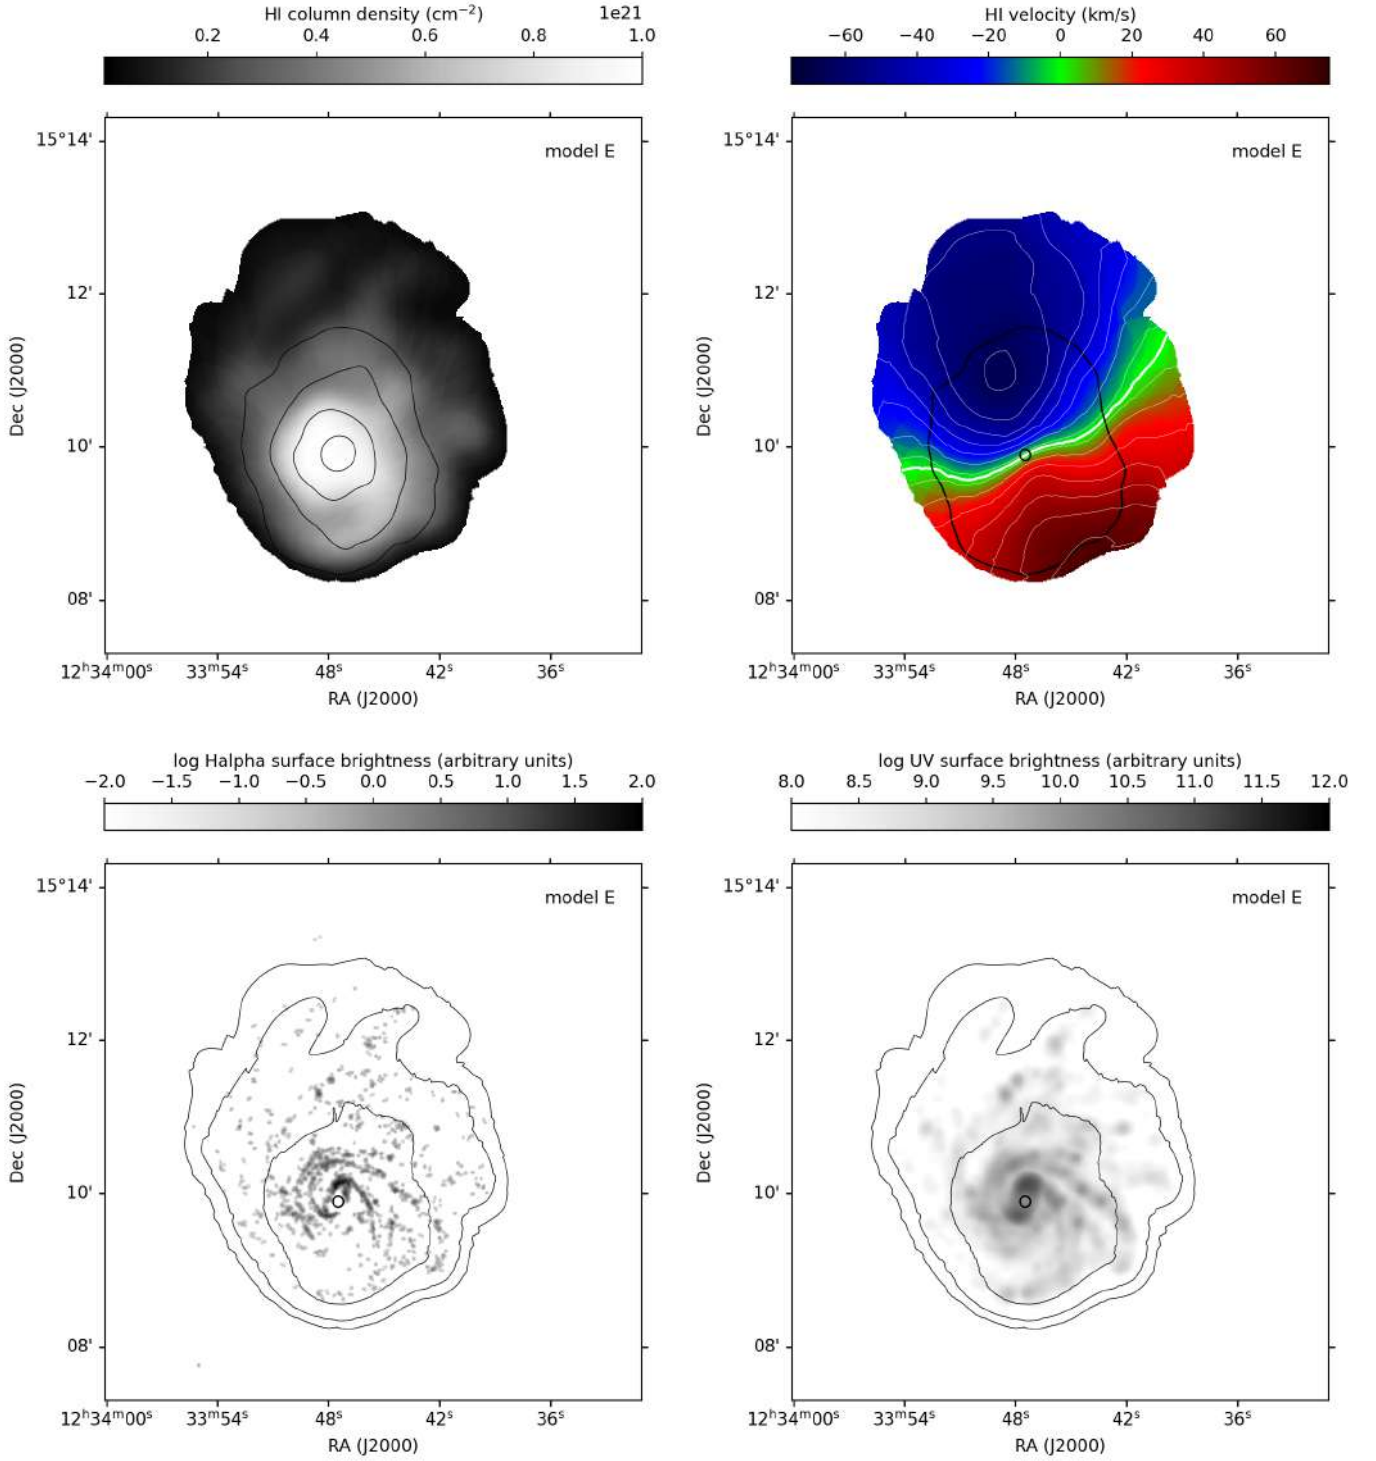 HI column density (cm⁻²)
1e21
0.2 0.4 0.6 0.8 1.0
model E
15°14'
12'
10'
08'
Dec (J2000)
12ʰ34ᵐ00ˢ 33ᵐ54ˢ 48ˢ 42ˢ 36ˢ
RA (J2000)
HI velocity (km/s)
−60 −40 −20 0 20 40 60
model E
15°14'
12'
10'
08'
Dec (J2000)
12ʰ34ᵐ00ˢ 33ᵐ54ˢ 48ˢ 42ˢ 36ˢ
RA (J2000)
log Halpha surface brightness (arbitrary units)
−2.0 −1.5 −1.0 −0.5 0.0 0.5 1.0 1.5 2.0
model E
15°14'
12'
10'
08'
Dec (J2000)
12ʰ34ᵐ00ˢ 33ᵐ54ˢ 48ˢ 42ˢ 36ˢ
RA (J2000)
log UV surface brightness (arbitrary units)
8.0 8.5 9.0 9.5 10.0 10.5 11.0 11.5 12.0
model E
15°14'
12'
10'
08'
Dec (J2000)
12ʰ34ᵐ00ˢ 33ᵐ54ˢ 48ˢ 42ˢ 36ˢ
RA (J2000)